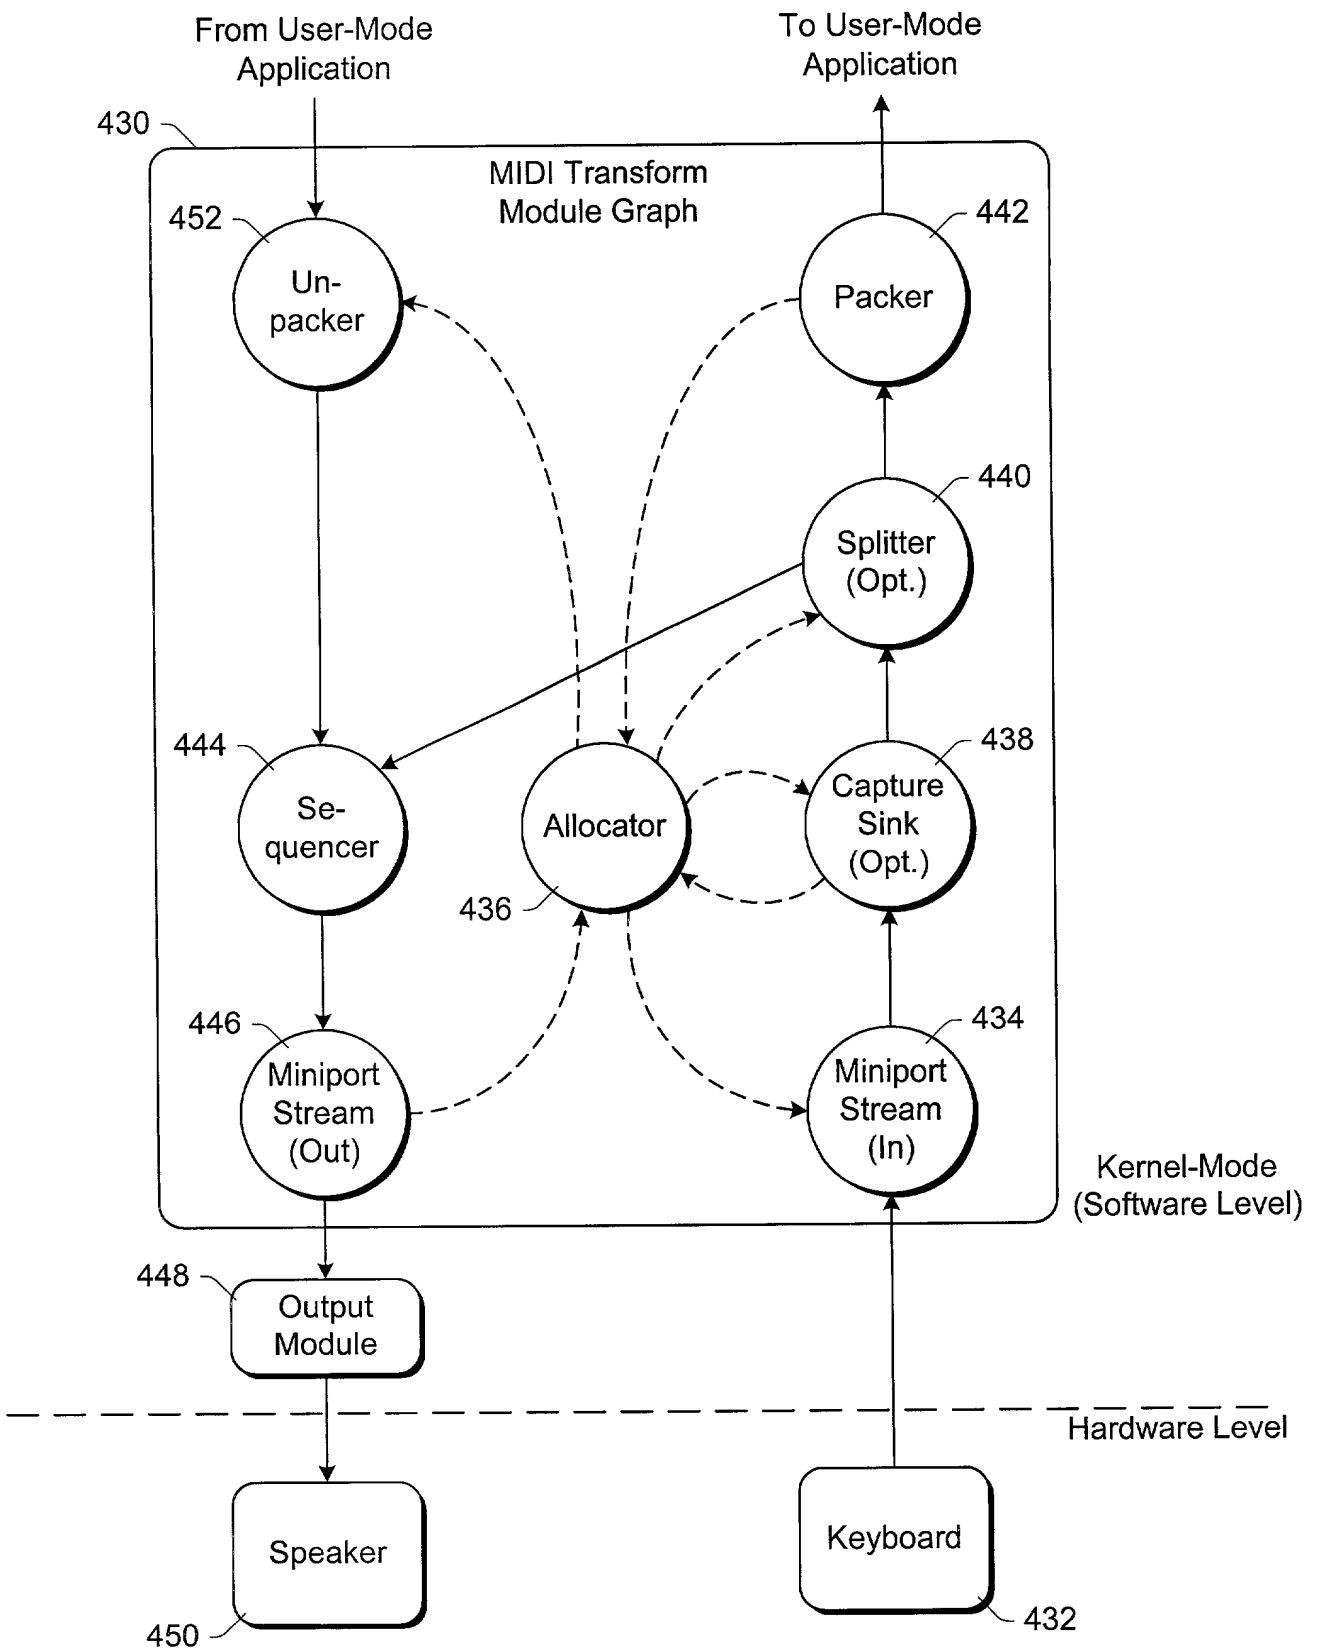 From User-Mode
Application
To User-Mode
Application
430
MIDI Transform
Module Graph
452
442
Un-
packer
Packer
440
Splitter
(Opt.)
444
438
Se-
quencer
Allocator
Capture
Sink
(Opt.)
436
446
434
Miniport
Stream
(Out)
Miniport
Stream
(In)
Kernel-Mode
(Software Level)
448
Output
Module
Hardware Level
Speaker
Keyboard
450
432